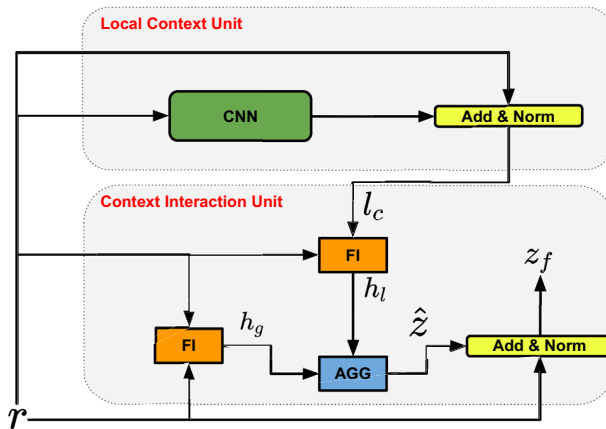 Local Context Unit
CNN
Add & Norm
Context Interaction Unit
l_c
FI
z_f
h_l
h_g
ẑ
FI
Add & Norm
AGG
r